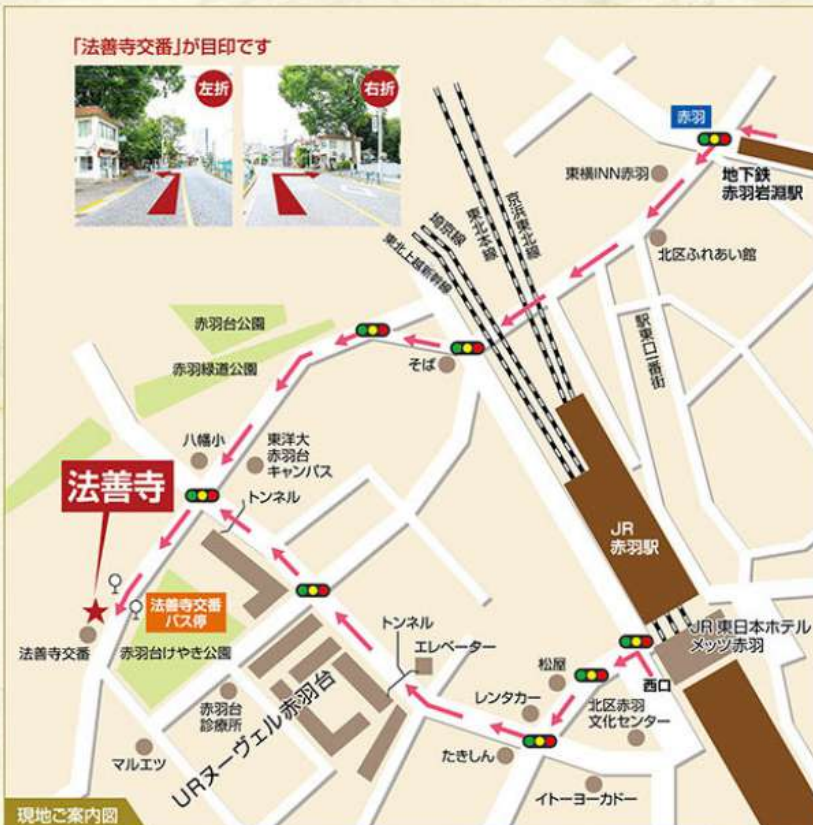 「法善寺交番」が目印です
左折
右折
赤羽
地下鉄
赤羽岩淵駅
東横INN赤羽
北区ふれあい館
京浜東北線
東北本線
埼京線
東北上越新幹線
駅東口一番街
赤羽台公園
赤羽緑道公園
そば
八幡小
東洋大
赤羽台
キャンパス
法善寺
トンネル
JR
赤羽駅
法善寺交番
バス停
法善寺交番
赤羽台けやき公園
トンネル
エレベーター
JR東日本ホテル
メッツ赤羽
西口
松屋
レンタカー
北区赤羽
文化センター
赤羽台
診療所
URヌーヴェル赤羽台
マルエツ
たきしん
イトーヨーカドー
現地ご案内図